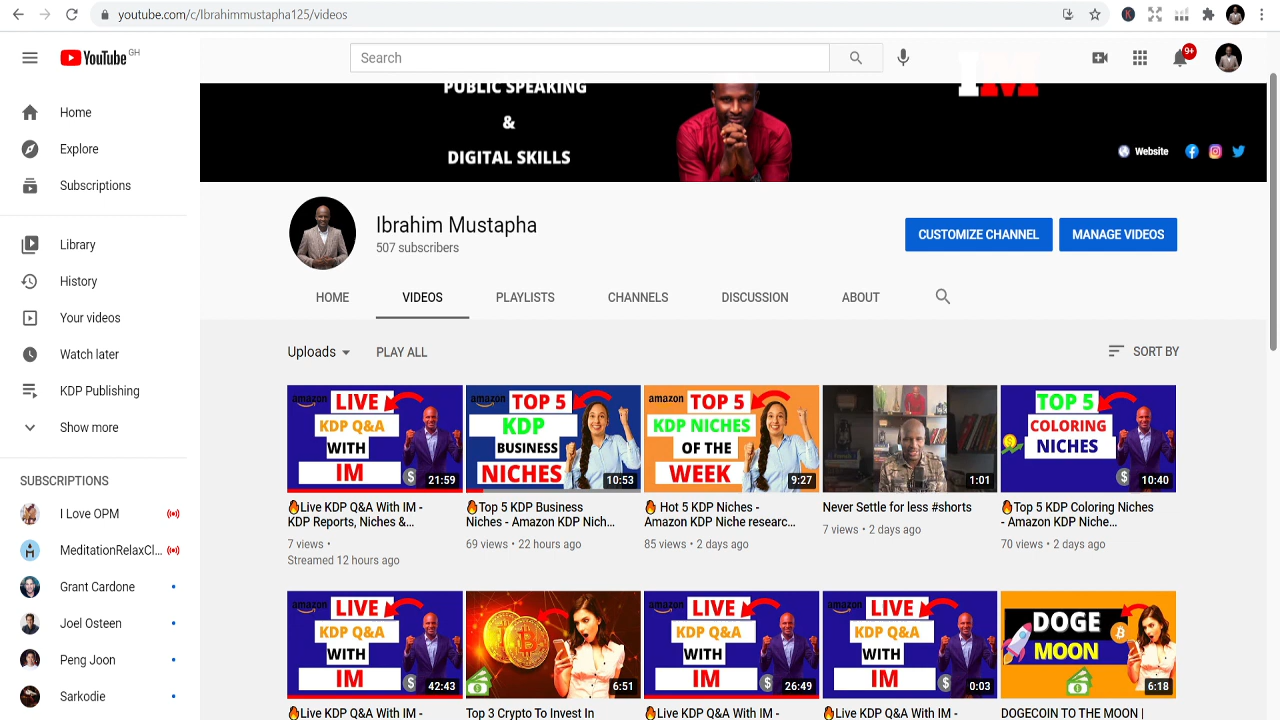 youtube.com/c/Ibrahimmustapha125/videos
K
YouTube GH
Search
9+
IM
PUBLIC SPEAKING
&
DIGITAL SKILLS
Website
Home
Explore
Subscriptions
Library
History
Your videos
Watch later
KDP Publishing
Show more
SUBSCRIPTIONS
I Love OPM
MeditationRelaxCl...
Grant Cardone
Joel Osteen
Peng Joon
Sarkodie
Ibrahim Mustapha
507 subscribers
CUSTOMIZE CHANNEL
MANAGE VIDEOS
HOME
VIDEOS
PLAYLISTS
CHANNELS
DISCUSSION
ABOUT
Uploads
PLAY ALL
SORT BY
amazon
LIVE
KDP Q&A
WITH
IM
$
21:59
🔥Live KDP Q&A With IM -
KDP Reports, Niches &...
7 views •
Streamed 12 hours ago
amazon
TOP 5
KDP
BUSINESS
NICHES
10:53
🔥Top 5 KDP Business
Niches - Amazon KDP Nich...
69 views • 22 hours ago
amazon
TOP 5
KDP NICHES
OF THE
WEEK
9:27
🔥 Hot 5 KDP Niches -
Amazon KDP Niche researc...
85 views • 2 days ago
1:01
Never Settle for less #shorts
7 views • 2 days ago
TOP 5
COLORING
NICHES
$
$
10:40
🔥Top 5 KDP Coloring Niches
- Amazon KDP Niche...
70 views • 2 days ago
amazon
LIVE
KDP Q&A
WITH
IM
$
42:43
🔥Live KDP Q&A With IM -
6:51
Top 3 Crypto To Invest In
amazon
LIVE
KDP Q&A
WITH
IM
$
26:49
🔥Live KDP Q&A With IM -
amazon
LIVE
KDP Q&A
WITH
IM
$
0:03
🔥Live KDP Q&A With IM -
DOGE
MOON
6:18
DOGECOIN TO THE MOON |